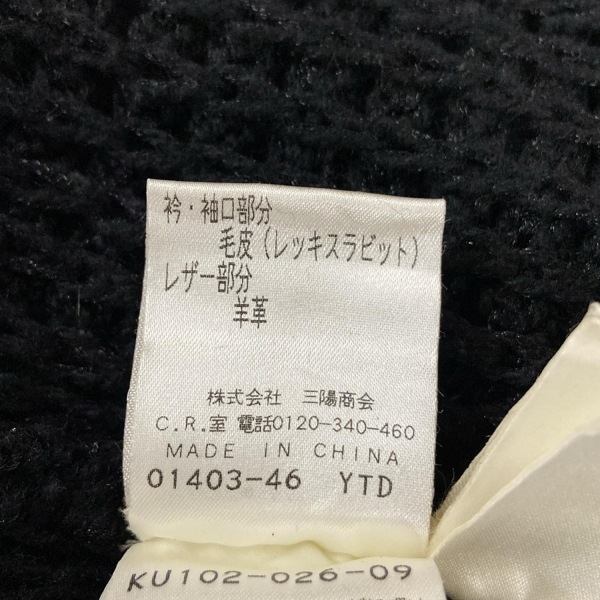 衿・袖口部分
毛皮(レッキスラビット)
レザー部分
羊革
株式会社 三陽商会
C.R.室 電話0120-340-460
MADE IN CHINA
01403-46 YTD
KU102-026-09